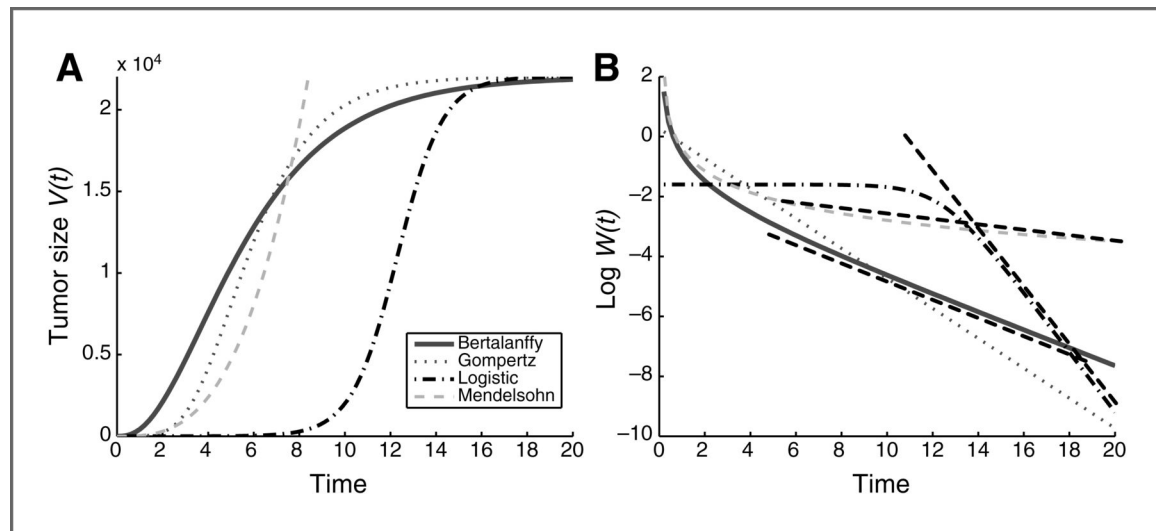 A
x 10⁴
2
1.5
1
0.5
0
0 2 4 6 8 10 12 14 16 18 20
Tumor size V(t)
Time
Bertalanffy
Gompertz
Logistic
Mendelsohn
B
2
0
–2
–4
–6
–8
–10
0 2 4 6 8 10 12 14 16 18 20
Log W(t)
Time